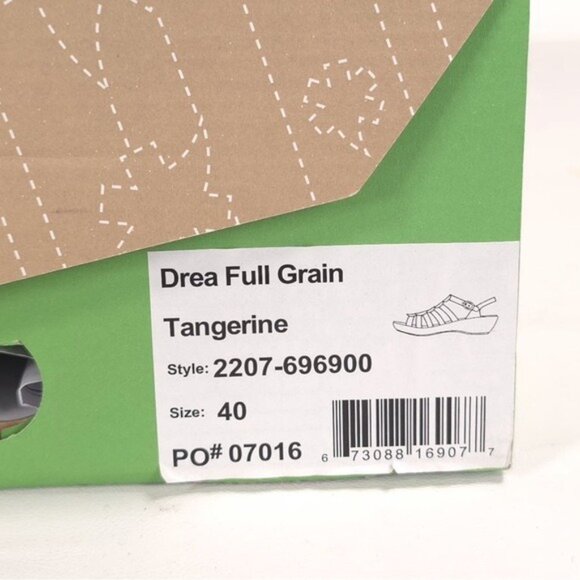 Drea Full Grain
Tangerine
Style: 2207-696900
Size: 40
PO# 07016
6 73088 16907 7